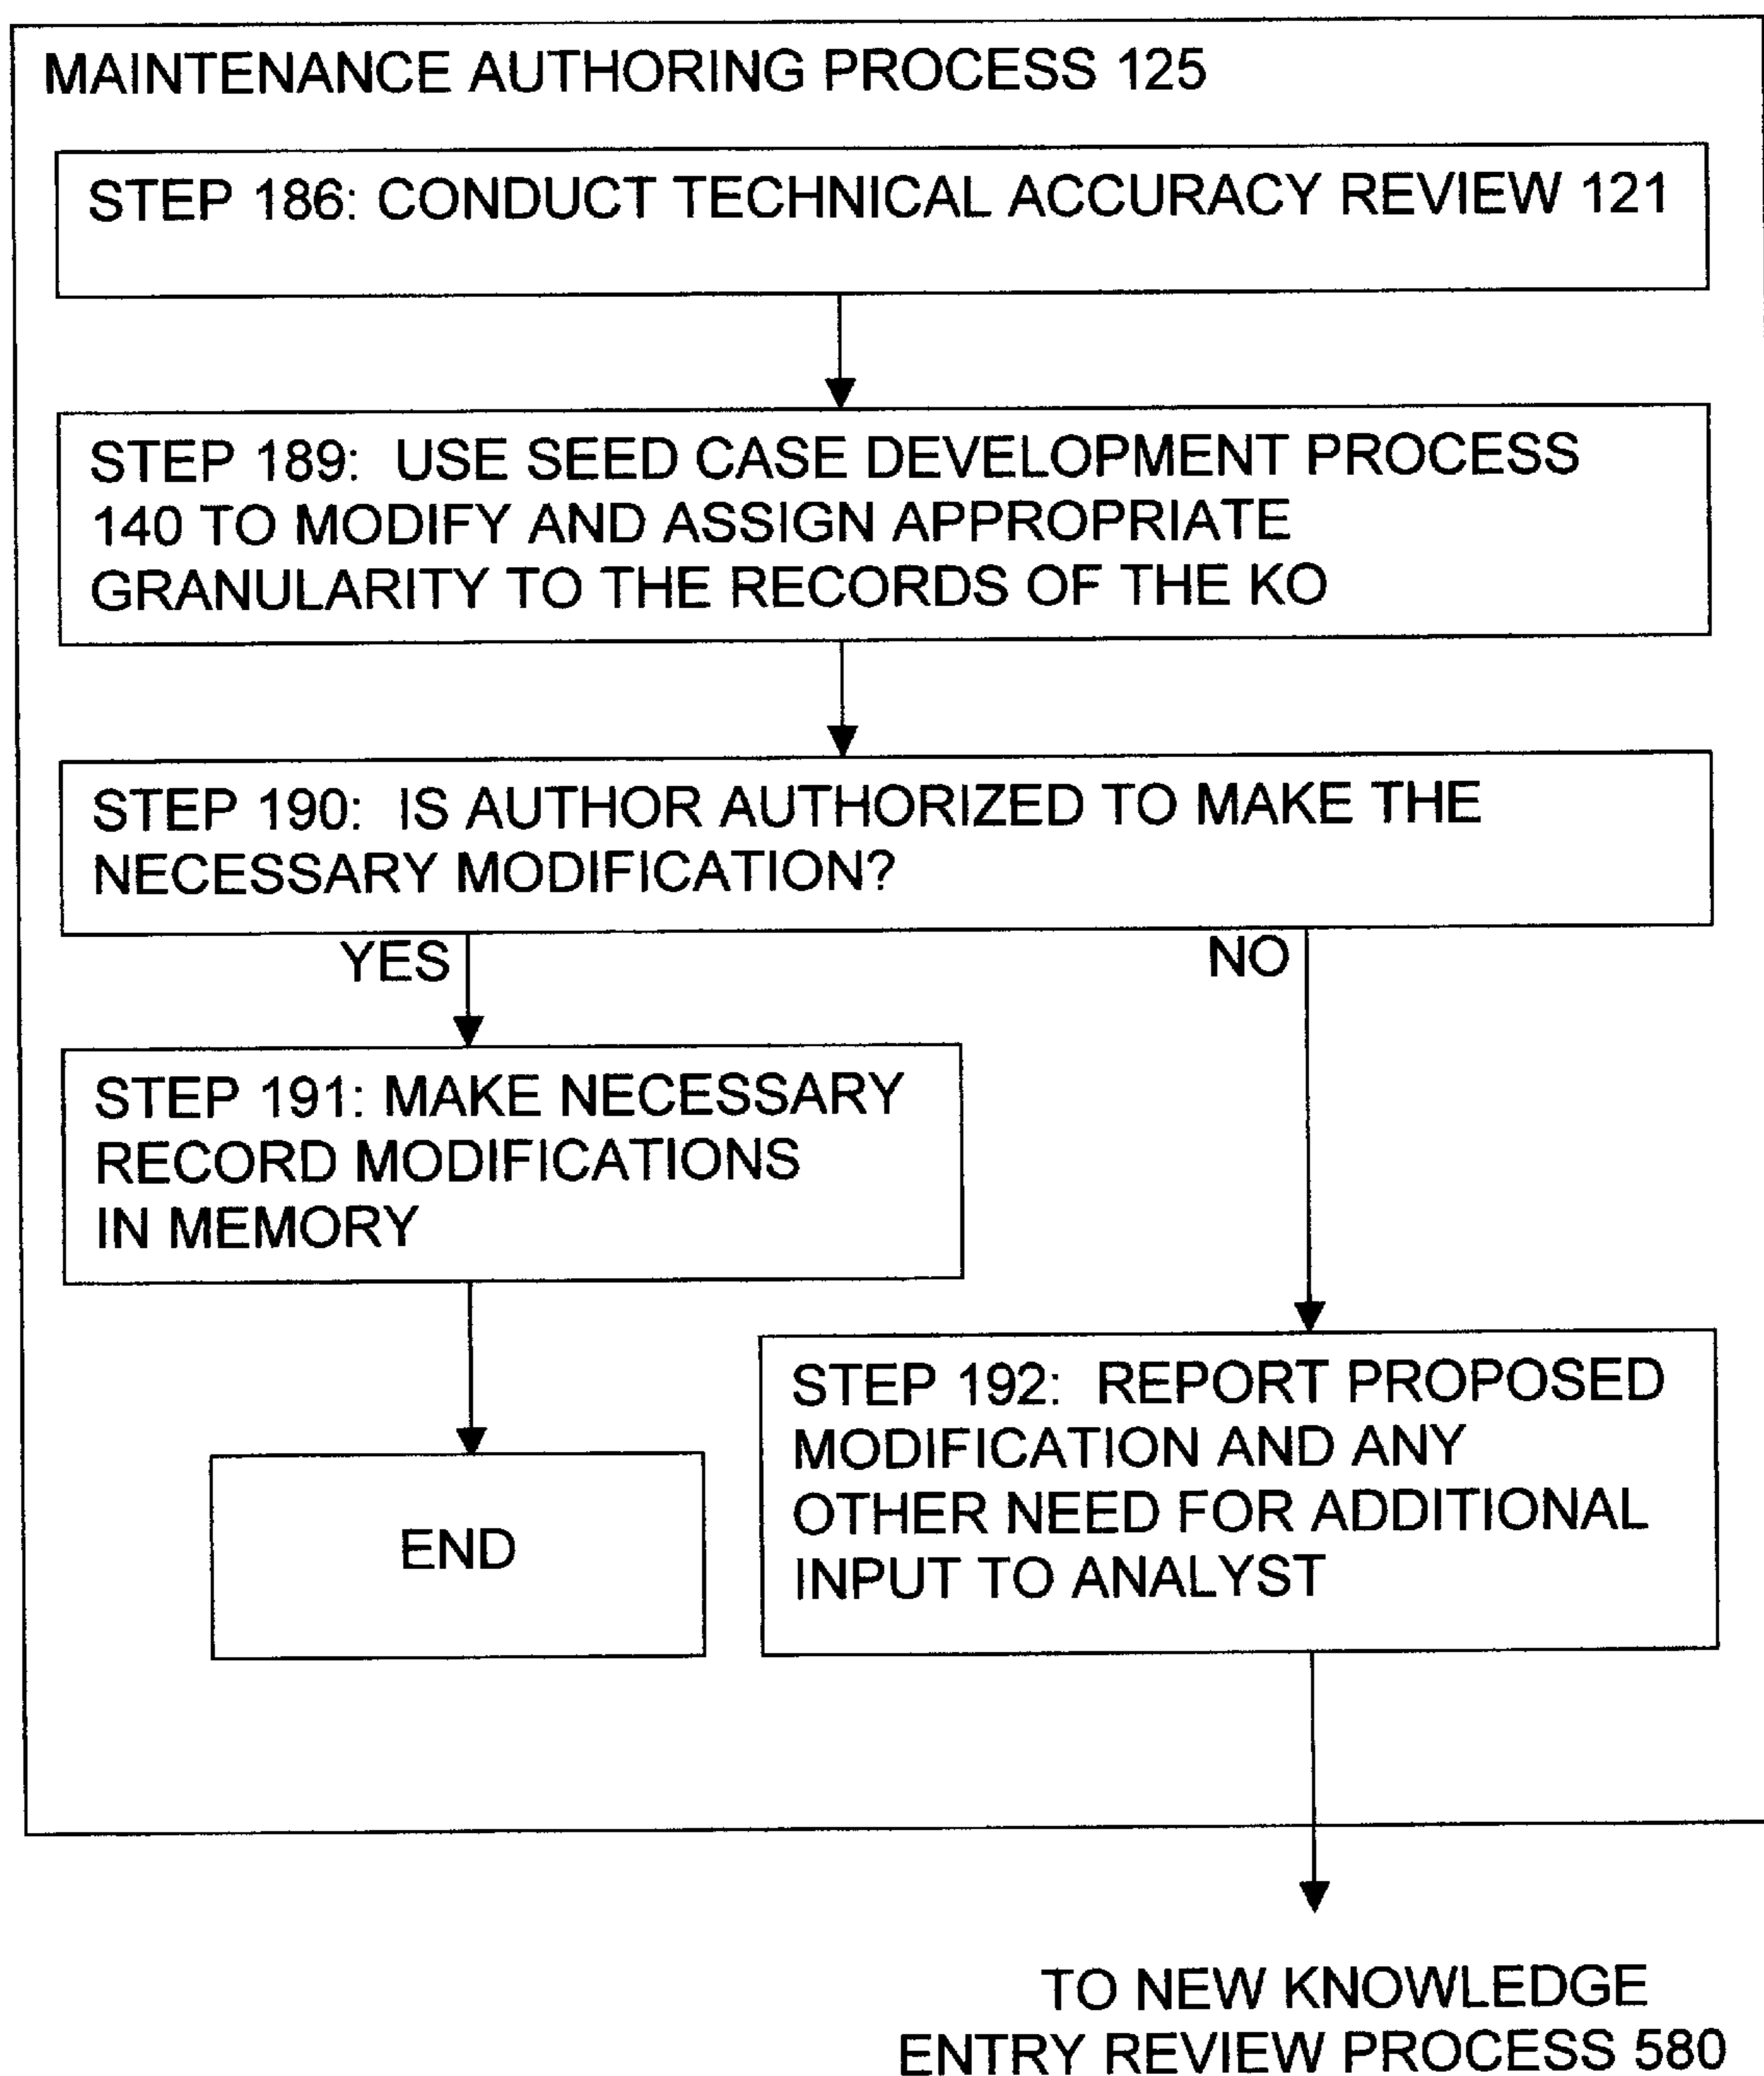 MAINTENANCE AUTHORING PROCESS 125
STEP 186: CONDUCT TECHNICAL ACCURACY REVIEW 121
STEP 189: USE SEED CASE DEVELOPMENT PROCESS
140 TO MODIFY AND ASSIGN APPROPRIATE
GRANULARITY TO THE RECORDS OF THE KO
STEP 190: IS AUTHOR AUTHORIZED TO MAKE THE
NECESSARY MODIFICATION?
YES
NO
STEP 191: MAKE NECESSARY
RECORD MODIFICATIONS
IN MEMORY
END
STEP 192: REPORT PROPOSED
MODIFICATION AND ANY
OTHER NEED FOR ADDITIONAL
INPUT TO ANALYST
TO NEW KNOWLEDGE
ENTRY REVIEW PROCESS 580